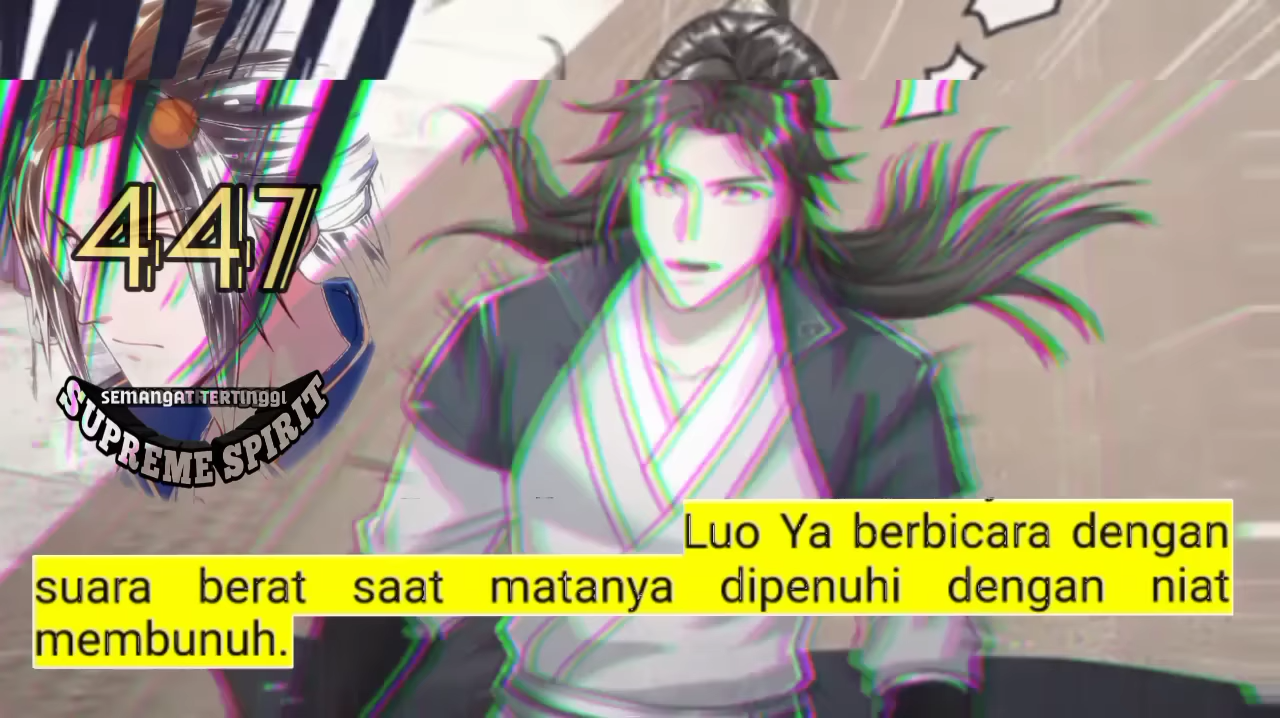 447
SEMANGAT TERTINGGI
SUPREME SPIRIT
Luo Ya berbicara dengan
suara berat saat matanya dipenuhi dengan niat
membunuh.